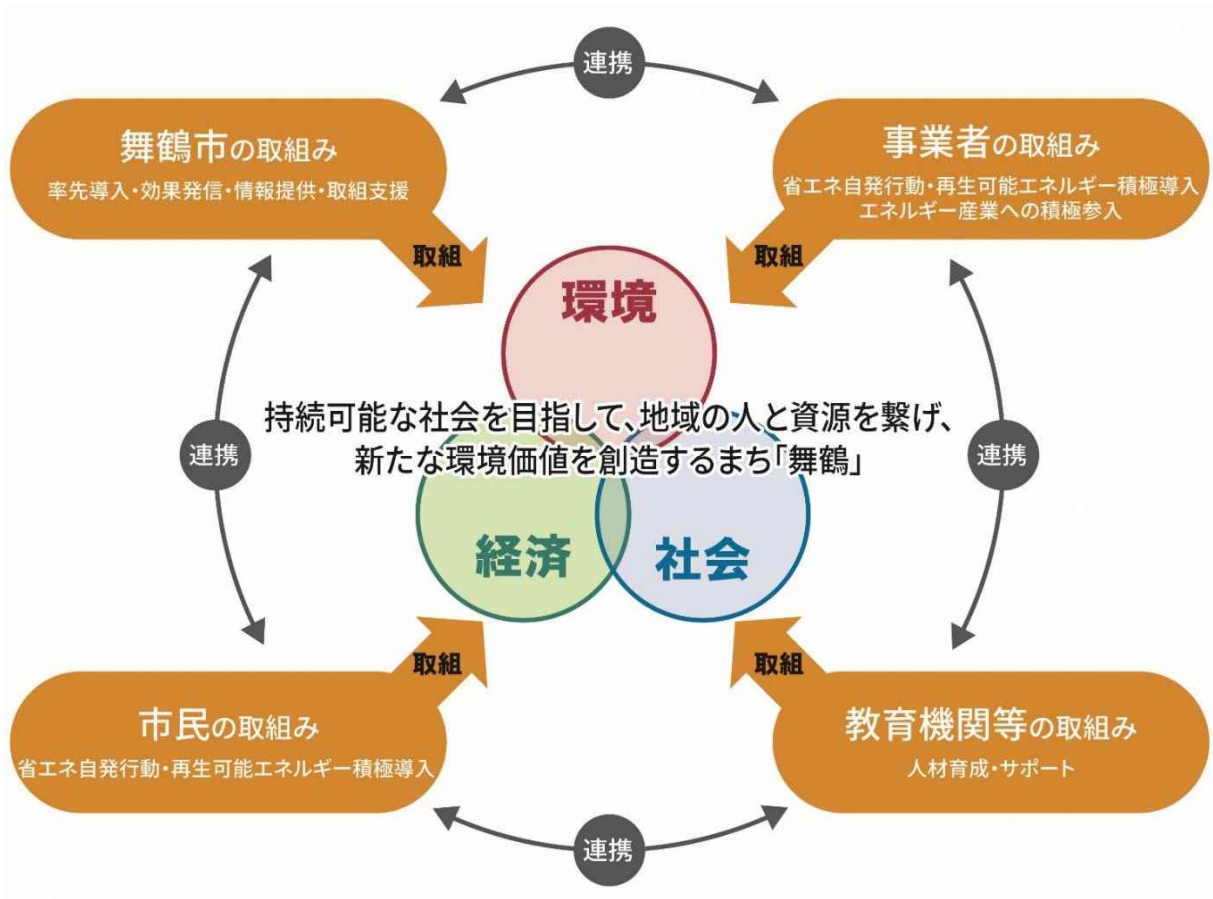 連携
舞鶴市の取組み
率先導入・効果発信・情報提供・取組支援
事業者の取組み
省エネ自発行動・再生可能エネルギー積極導入
エネルギー産業への積極参入
取組
取組
環境
持続可能な社会を目指して、地域の人と資源を繋げ、
新たな環境価値を創造するまち「舞鶴」
連携
連携
経済
社会
取組
取組
市民の取組み
省エネ自発行動・再生可能エネルギー積極導入
教育機関等の取組み
人材育成・サポート
連携